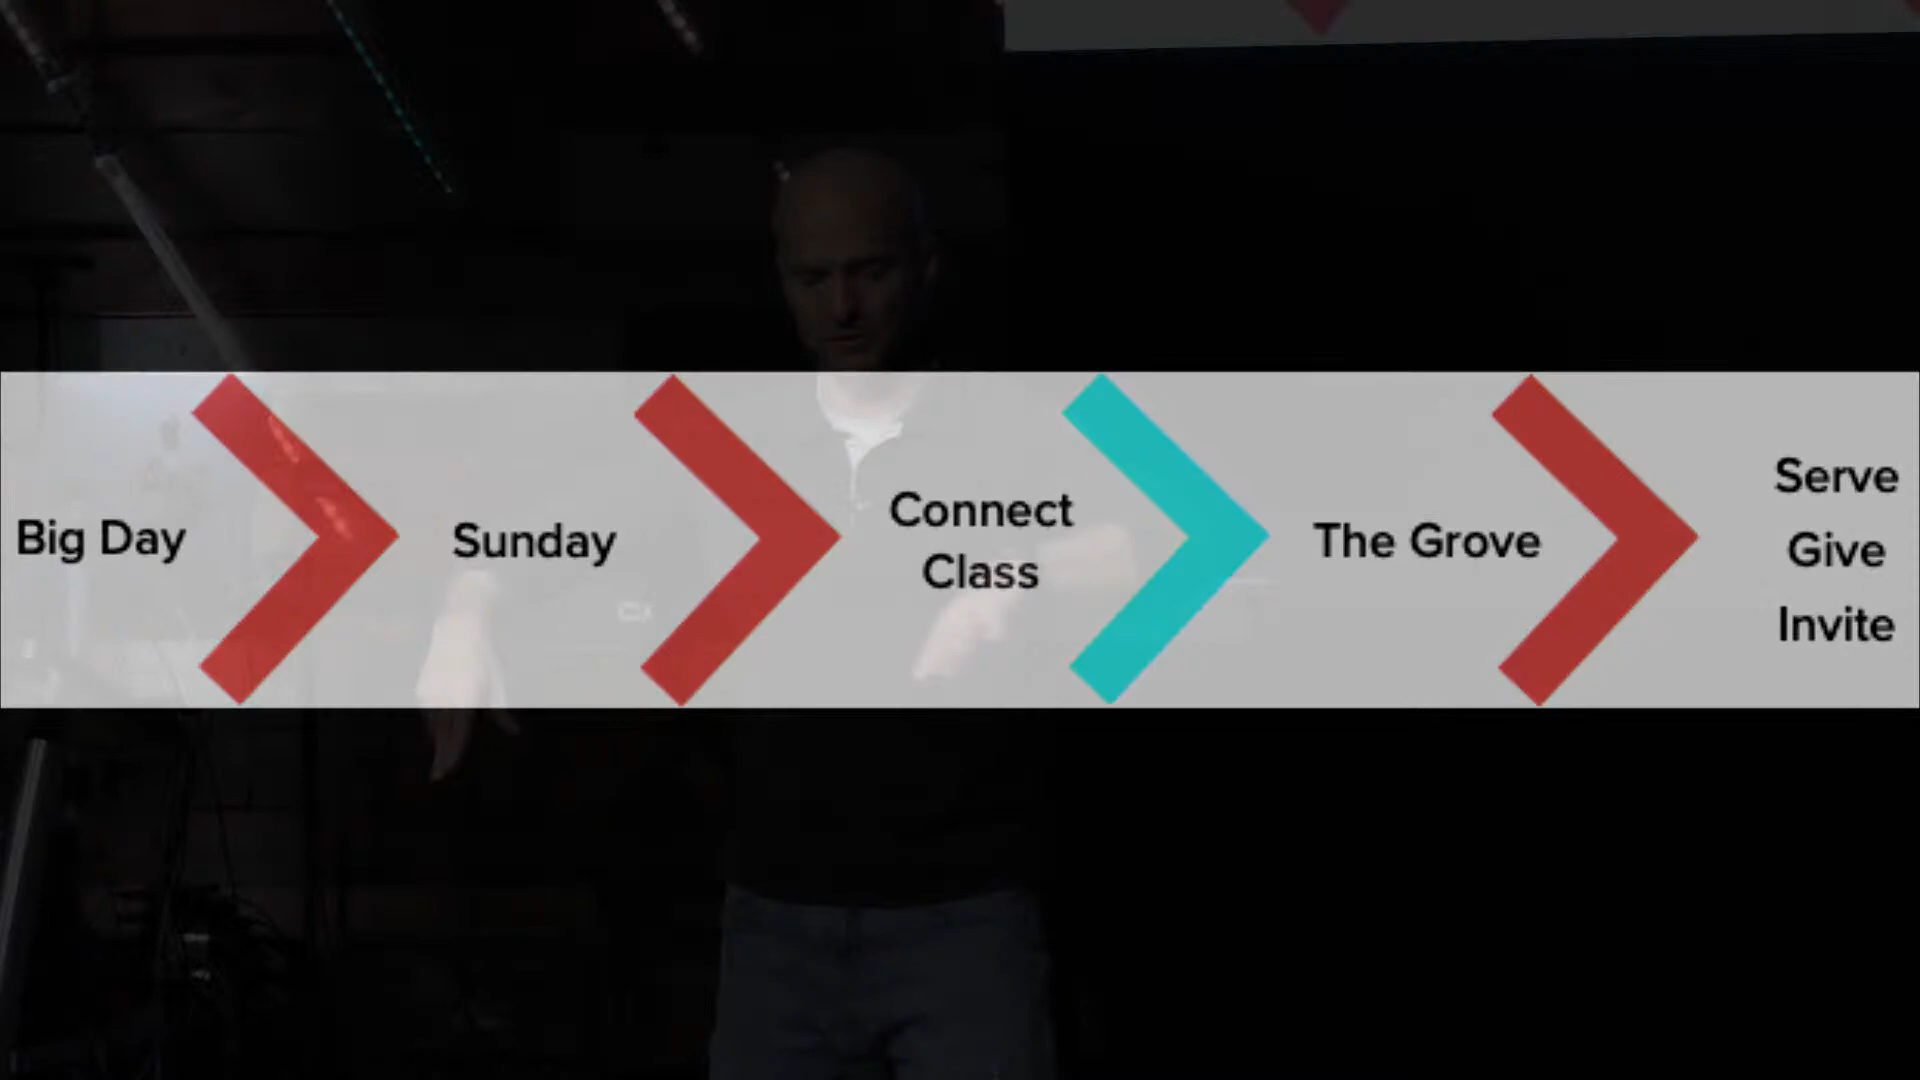 Big Day
Sunday
Connect
Class
The Grove
Serve
Give
Invite